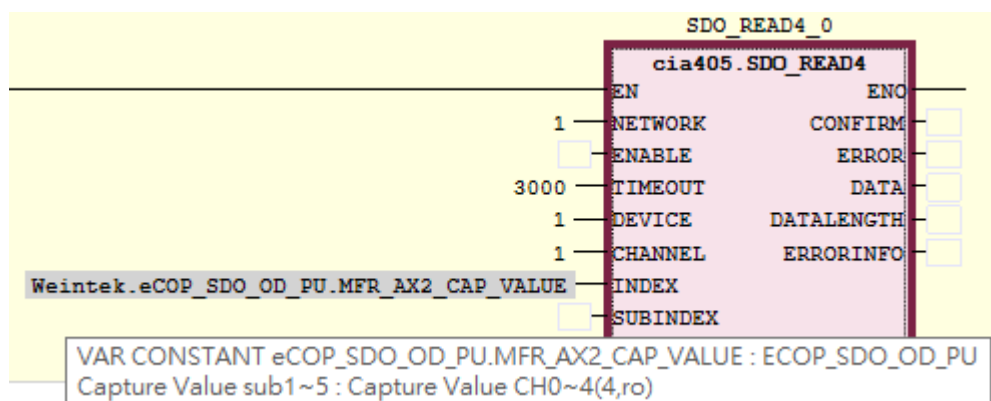 SDO_READ4_0
cia405.SDO_READ4
EN ENO
1 NETWORK CONFIRM
ENABLE ERROR
3000 TIMEOUT DATA
1 DEVICE DATALENGTH
1 CHANNEL ERRORINFO
Weintek.eCOP_SDO_OD_PU.MFR_AX2_CAP_VALUE INDEX
SUBINDEX
VAR CONSTANT eCOP_SDO_OD_PU.MFR_AX2_CAP_VALUE : ECOP_SDO_OD_PU
Capture Value sub1~5 : Capture Value CH0~4(4,ro)